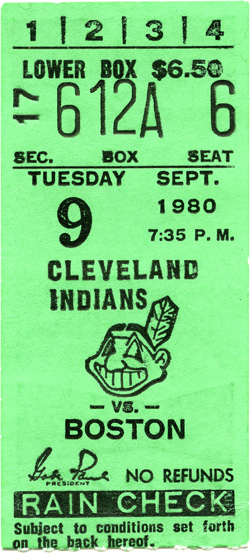 1 | 2 | 3 | 4
LOWER BOX $6.50
17 612A 6
SEC. BOX SEAT
TUESDAY SEPT.
9 1980
7:35 P.M.
CLEVELAND
INDIANS
— VS. —
BOSTON
Gabe Paul NO REFUNDS
PRESIDENT
RAIN CHECK
Subject to conditions set forth
on the back hereof.